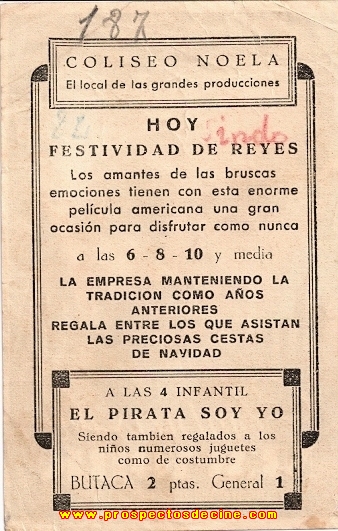 187
COLISEO NOELA
El local de las grandes producciones
HOY
FESTIVIDAD DE REYES
Los amantes de las bruscas
emociones tienen con esta enorme
película americana una gran
ocasión para disfrutar como nunca
a las 6 - 8 - 10 y media
LA EMPRESA MANTENIENDO LA
TRADICION COMO AÑOS
ANTERIORES
REGALA ENTRE LOS QUE ASISTAN
LAS PRECIOSAS CESTAS
DE NAVIDAD
A LAS 4 INFANTIL
EL PIRATA SOY YO
Siendo tambien regalados a los
niños numerosos juguetes
como de costumbre
BUTACA 2 ptas. General 1
www.prospectosdecine.com